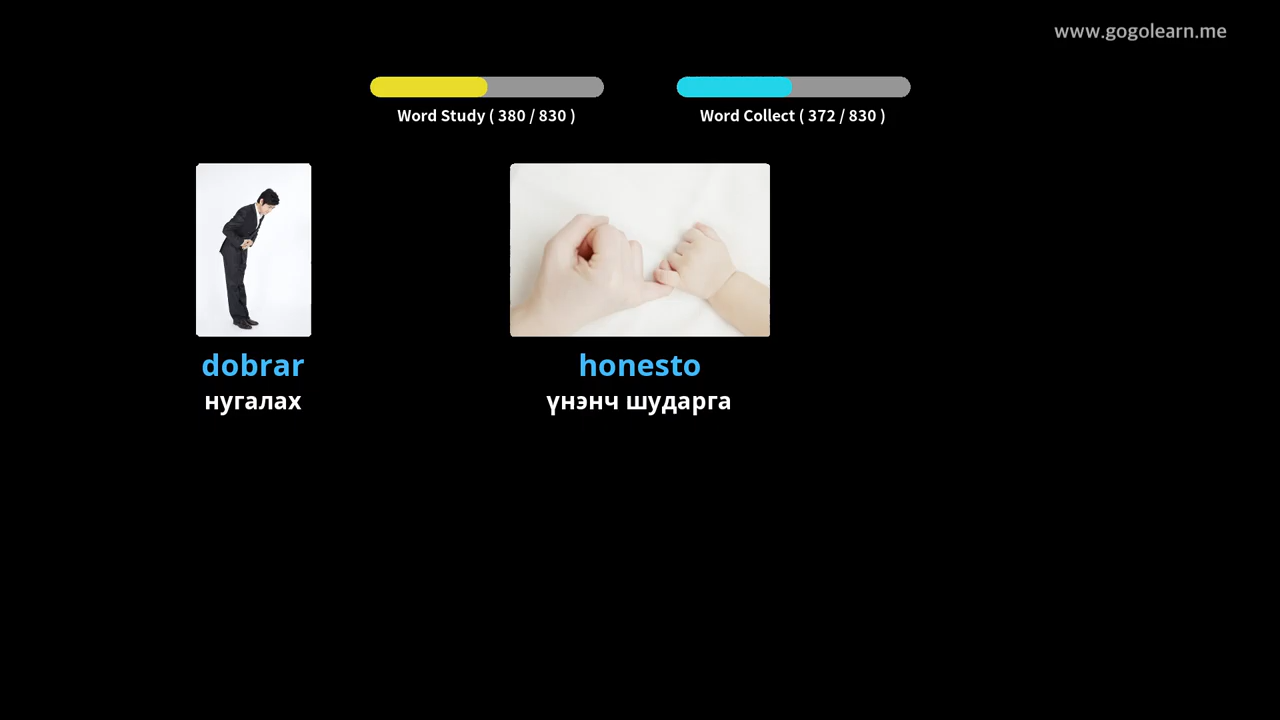 www.gogolearn.me
Word Study ( 380 / 830 )
Word Collect ( 372 / 830 )
dobrar
нугалах
honesto
үнэнч шударга